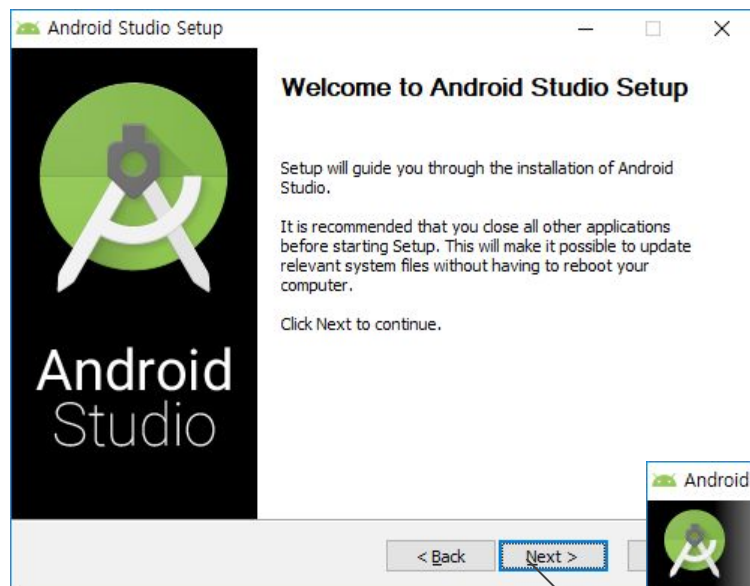 Android Studio Setup
Welcome to Android Studio Setup
Setup will guide you through the installation of Android
Studio.
It is recommended that you close all other applications
before starting Setup. This will make it possible to update
relevant system files without having to reboot your
computer.
Click Next to continue.
Android
Studio
Android
< Back
Next >